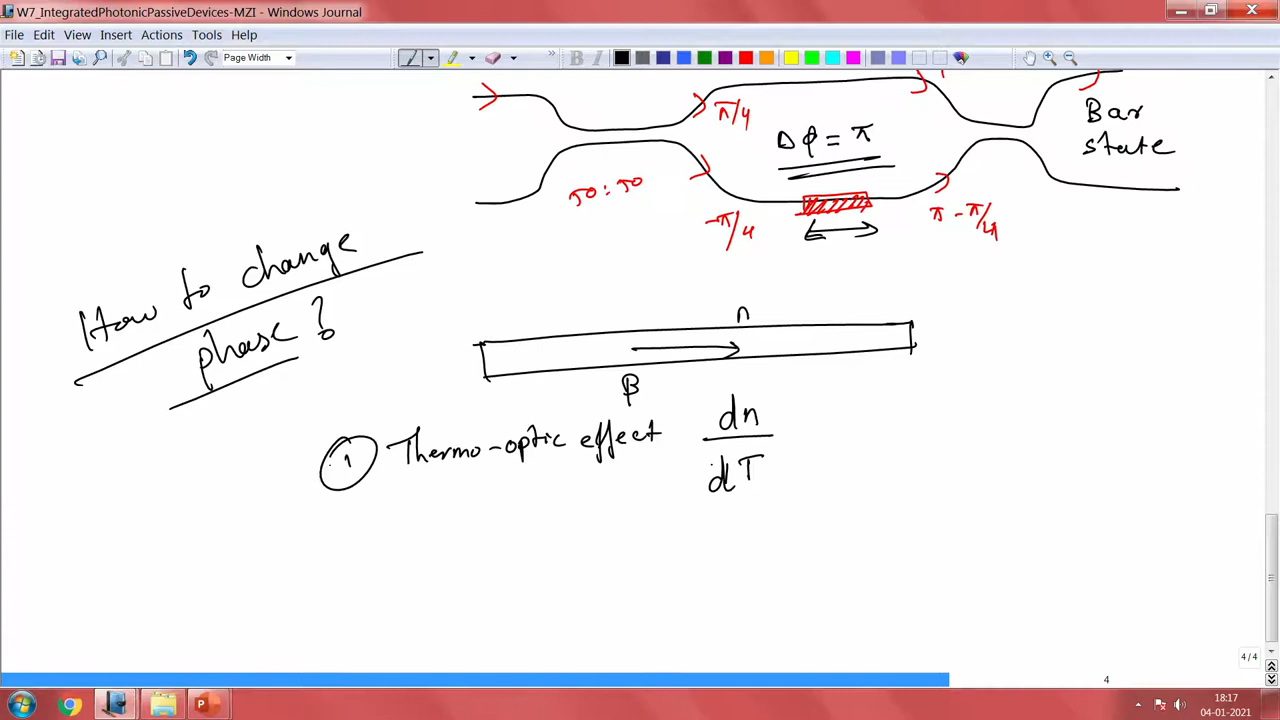 W7_IntegratedPhotonicPassiveDevices-MZI - Windows Journal
File Edit View Insert Actions Tools Help
Page Width
B I
π/4
Δφ = π
Bar
state
50:50
-π/4
π - π/4
How to change
phase?
n
β
1 Thermo-optic effect dn
dT
4/4
4
18:17
04-01-2021